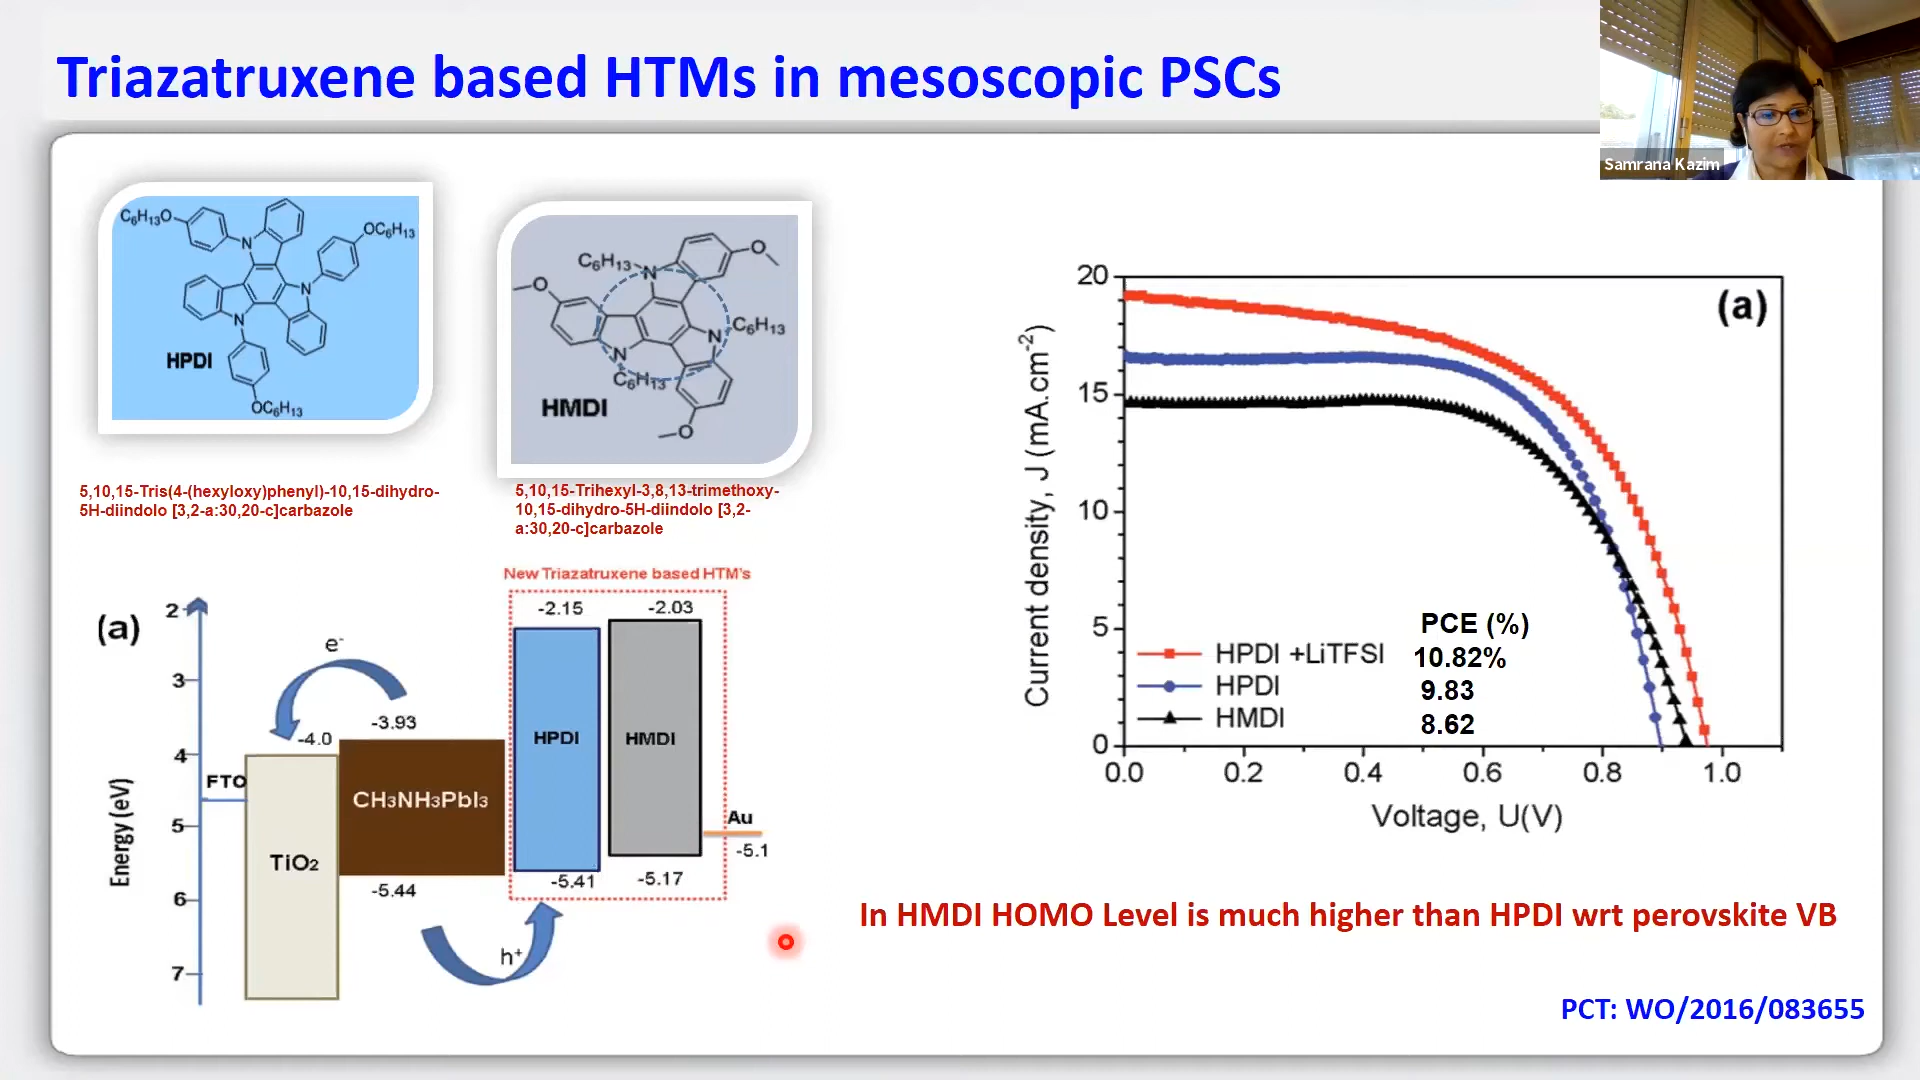 Triazatruxene based HTMs in mesoscopic PSCs
Samrana Kazim
C6H13O
OC6H13
N
N
N
HPDI
OC6H13
C6H13
N
O
O
N
C6H13
N
C6H13
HMDI
O
5,10,15-Tris(4-(hexyloxy)phenyl)-10,15-dihydro-
5H-diindolo [3,2-a:30,20-c]carbazole
5,10,15-Trihexyl-3,8,13-trimethoxy-
10,15-dihydro-5H-diindolo [3,2-
a:30,20-c]carbazole
New Triazatruxene based HTM's
(a)
Energy (eV)
2
3
4
5
6
7
e-
-2.15
-2.03
-3.93
-4.0
FTO
TiO2
CH3NH3PbI3
HPDI
HMDI
Au
-5.1
-5.44
-5.41
-5.17
h+
(a)
Current density, J (mA.cm-2)
20
15
10
5
0
PCE (%)
HPDI +LiTFSI 10.82%
HPDI 9.83
HMDI 8.62
0.0 0.2 0.4 0.6 0.8 1.0
Voltage, U(V)
In HMDI HOMO Level is much higher than HPDI wrt perovskite VB
PCT: WO/2016/083655